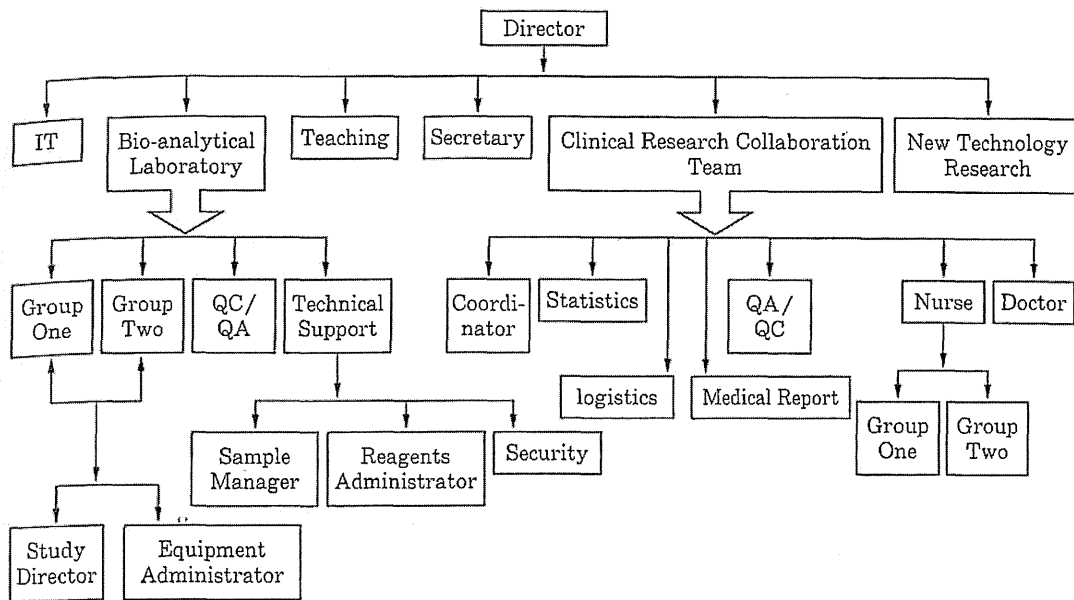 Director
IT
Bio-analytical
Laboratory
Teaching
Secretary
Clinical Research Collaboration
Team
New Technology
Research
Group
One
Group
Two
QC/
QA
Technical
Support
Coordi-
nator
Statistics
QA/
QC
Nurse
Doctor
logistics
Medical Report
Group
One
Group
Two
Sample
Manager
Reagents
Administrator
Security
Study
Director
Equipment
Administrator